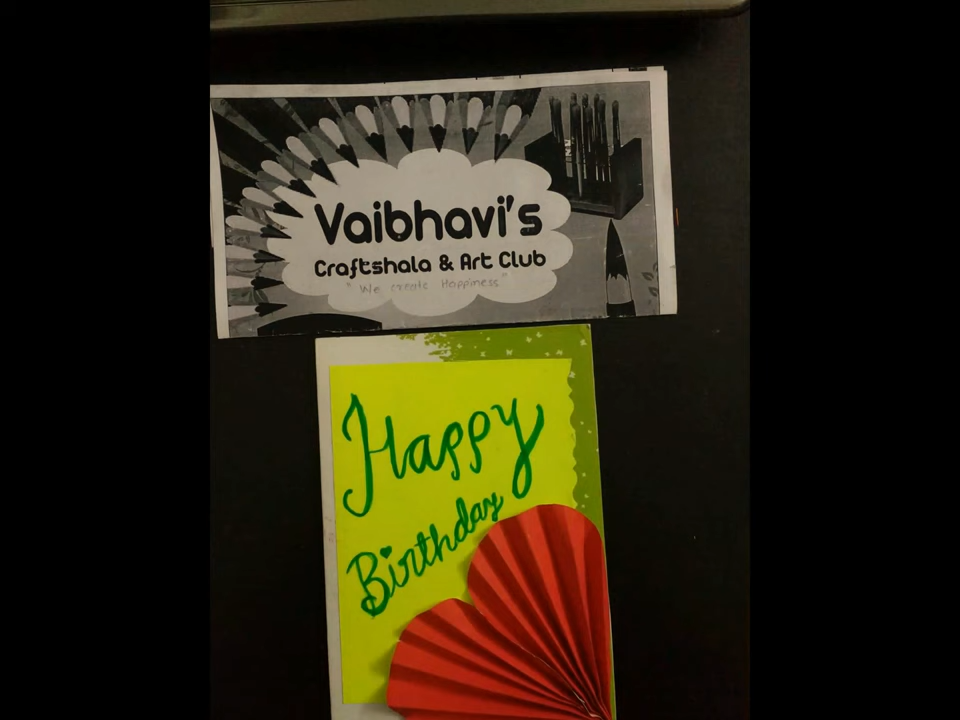 Vaibhavi's
Craftshala & Art Club
"We create Happiness"
Happy
Birthday